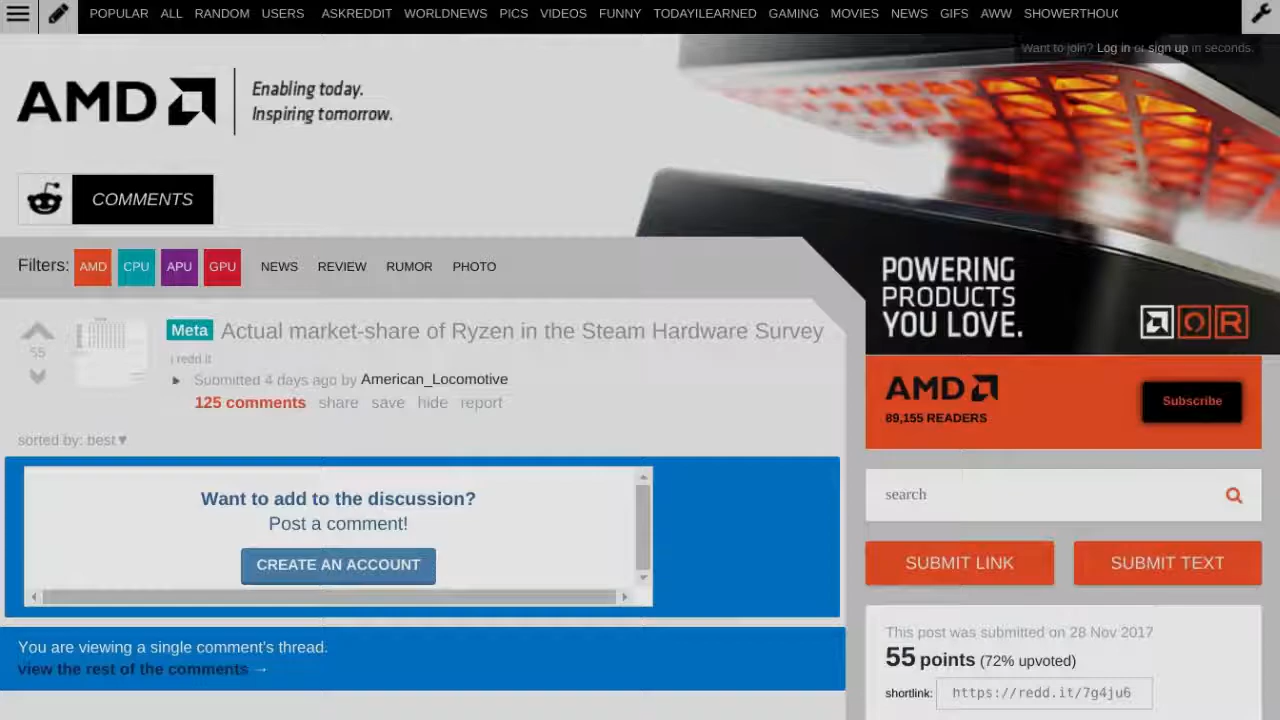 POPULAR ALL RANDOM USERS ASKREDDIT WORLDNEWS PICS VIDEOS FUNNY TODAYILEARNED GAMING MOVIES NEWS GIFS AWW
Want to join? Log in or sign up in seconds.
AMD
Enabling today.
Inspiring tomorrow.
COMMENTS
Filters: AMD CPU APU GPU NEWS REVIEW RUMOR PHOTO
POWERING
PRODUCTS
YOU LOVE.
55
Meta Actual market-share of Ryzen in the Steam Hardware Survey
i redd it
Submitted 4 days ago by American_Locomotive
125 comments share save hide report
sorted by: best▼
Want to add to the discussion?
Post a comment!
CREATE AN ACCOUNT
You are viewing a single comment's thread.
view the rest of the comments →
AMD
89,155 READERS
Subscribe
search
SUBMIT LINK SUBMIT TEXT
This post was submitted on 28 Nov 2017
55 points (72% upvoted)
shortlink: https://redd.it/7g4ju6